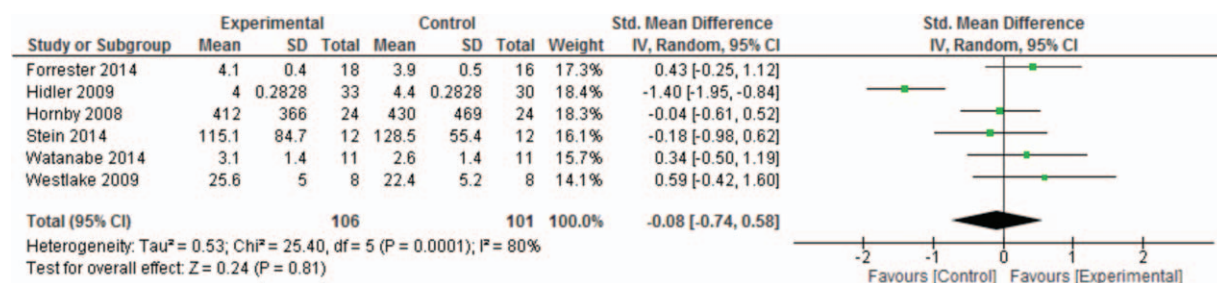 Experimental Control Std. Mean Difference Std. Mean Difference
Study or Subgroup Mean SD Total Mean SD Total Weight IV, Random, 95% CI IV, Random, 95% CI
Forrester 2014 4.1 0.4 18 3.9 0.5 16 17.3% 0.43 [-0.25, 1.12]
Hidler 2009 4 0.2828 33 4.4 0.2828 30 18.4% -1.40 [-1.95, -0.84]
Hornby 2008 412 366 24 430 469 24 18.3% -0.04 [-0.61, 0.52]
Stein 2014 115.1 84.7 12 128.5 55.4 12 16.1% -0.18 [-0.98, 0.62]
Watanabe 2014 3.1 1.4 11 2.6 1.4 11 15.7% 0.34 [-0.50, 1.19]
Westlake 2009 25.6 5 8 22.4 5.2 8 14.1% 0.59 [-0.42, 1.60]
Total (95% CI) 106 101 100.0% -0.08 [-0.74, 0.58]
Heterogeneity: Tau² = 0.53; Chi² = 25.40, df = 5 (P = 0.0001); I² = 80%
Test for overall effect: Z = 0.24 (P = 0.81)
-2 -1 0 1 2
Favours [Control] Favours [Experimental]